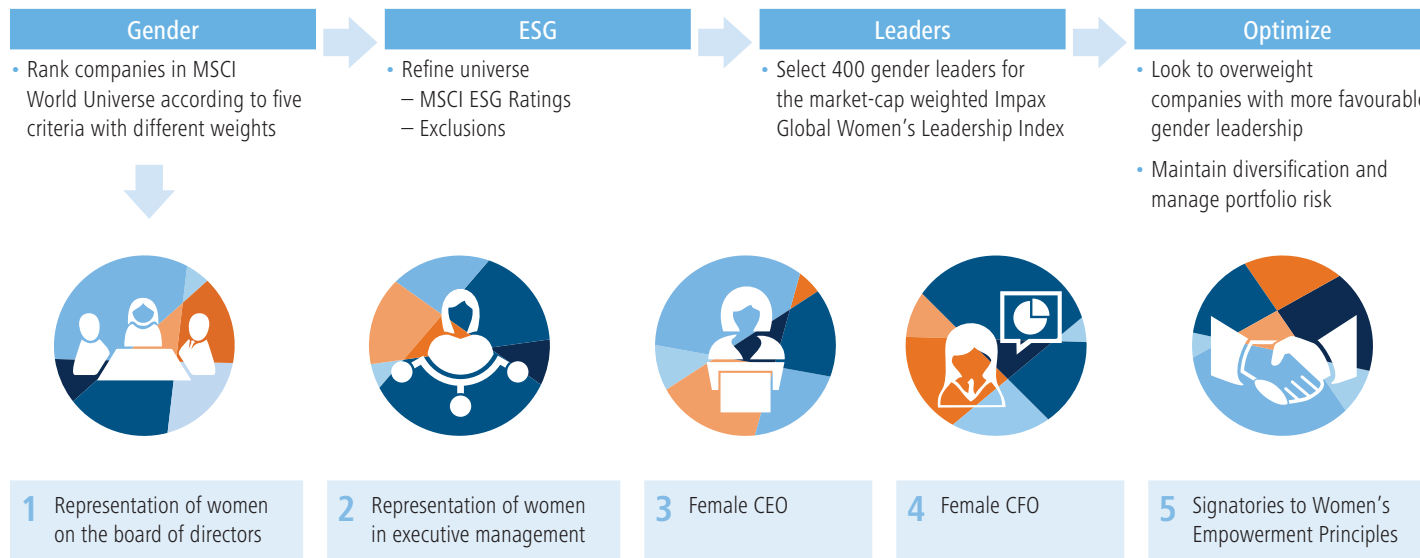 Gender
• Rank companies in MSCI
World Universe according to five
criteria with different weights
ESG
• Refine universe
– MSCI ESG Ratings
– Exclusions
Leaders
• Select 400 gender leaders for
the market-cap weighted Impax
Global Women's Leadership Index
Optimize
• Look to overweight
companies with more favourable
gender leadership
• Maintain diversification and
manage portfolio risk
1 Representation of women
on the board of directors
2 Representation of women
in executive management
3 Female CEO
4 Female CFO
5 Signatories to Women's
Empowerment Principles